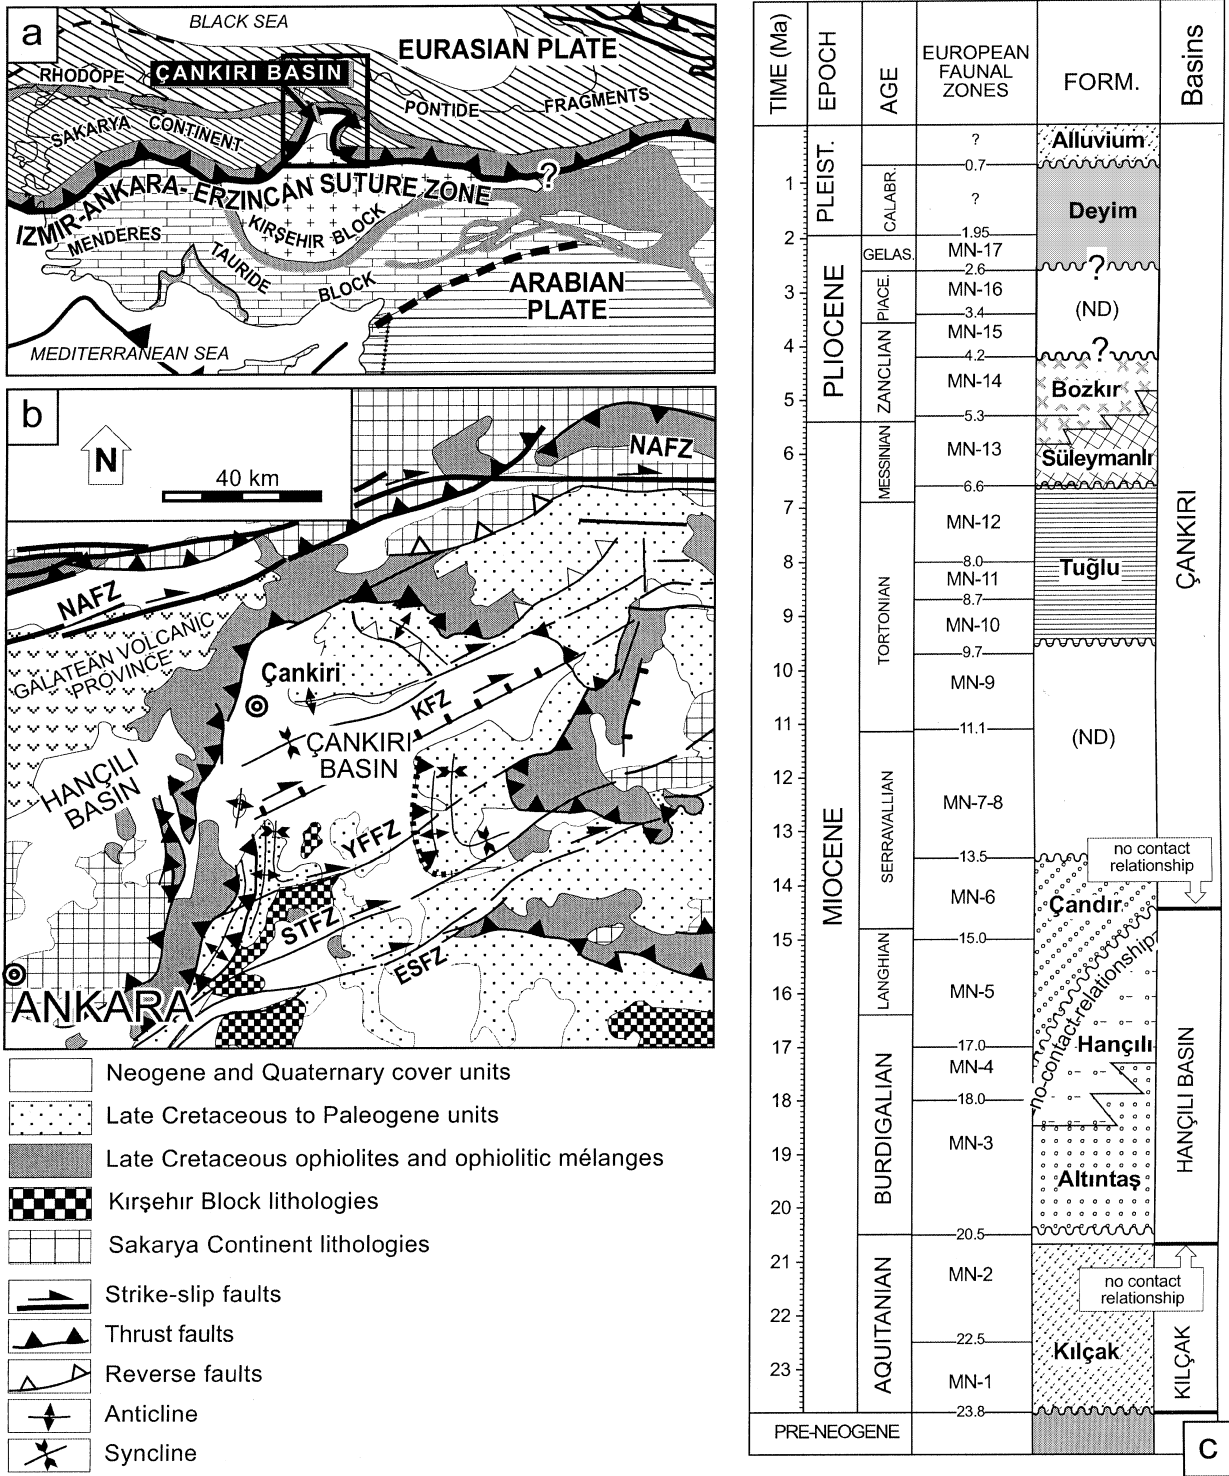 a
BLACK SEA
EURASIAN PLATE
RHODOPE
ÇANKIRI BASIN
PONTIDE
FRAGMENTS
SAKARYA
CONTINENT
?
IZMIR-ANKARA-ERZİNCAN SUTURE ZONE
KIRŞEHIR BLOCK
MENDERES
TAURIDE
BLOCK
ARABIAN
PLATE
MEDITERRANEAN SEA
b
N
40 km
NAFZ
NAFZ
GALATEAN VOLCANIC
PROVINCE
Çankiri
KFZ
ÇANKIRI
BASIN
HANÇILI
BASIN
YFFZ
STFZ
ESFZ
ANKARA
Neogene and Quaternary cover units
Late Cretaceous to Paleogene units
Late Cretaceous ophiolites and ophiolitic mélanges
Kırşehır Block lithologies
Sakarya Continent lithologies
Strike-slip faults
Thrust faults
Reverse faults
Anticline
Syncline
TIME (Ma)
EPOCH
AGE
EUROPEAN
FAUNAL
ZONES
FORM.
Basins
1
2
3
4
5
6
7
8
9
10
11
12
13
14
15
16
17
18
19
20
21
22
23
PLEIST.
PLIOCENE
MIOCENE
CALABR.
GELAS.
PIACE.
ZANCLIAN
MESSINIAN
TORTONIAN
SERRAVALLIAN
LANGHIAN
BURDIGALIAN
AQUITANIAN
PRE-NEOGENE
?
0.7
?
1.95
MN-17
2.6
MN-16
3.4
MN-15
4.2
MN-14
5.3
MN-13
6.6
MN-12
8.0
MN-11
8.7
MN-10
9.7
MN-9
11.1
MN-7-8
13.5
MN-6
15.0
MN-5
17.0
MN-4
18.0
MN-3
20.5
MN-2
22.5
MN-1
23.8
Alluvium
Deyim
?
(ND)
?
Bozkır
Süleymanlı
Tuğlu
(ND)
no contact
relationship
Çandır
no-contact-relationship
Hançılı
Altıntaş
no contact
relationship
Kılçak
ÇANKIRI
HANÇILI BASIN
KILÇAK
c